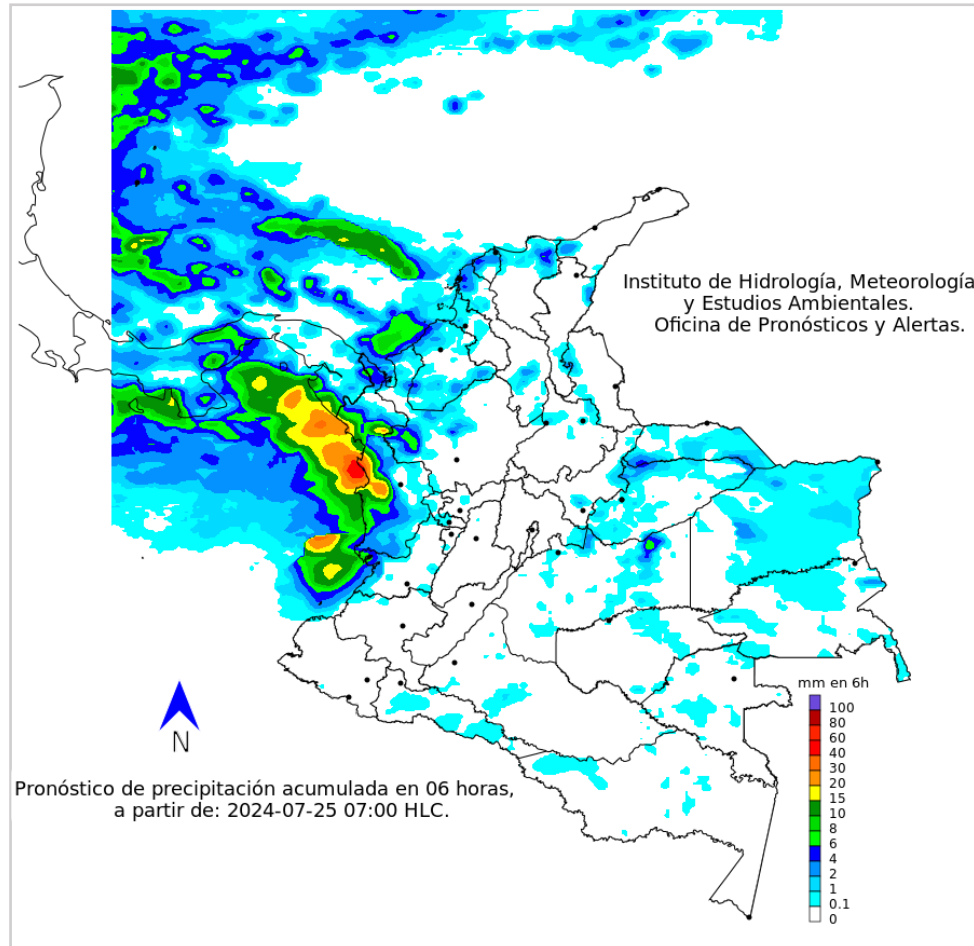 Instituto de Hidrología, Meteorología
y Estudios Ambientales.
Oficina de Pronósticos y Alertas.
mm en 6h
100
80
60
40
30
20
15
10
8
6
4
2
1
0.1
0
N
Pronóstico de precipitación acumulada en 06 horas,
a partir de: 2024-07-25 07:00 HLC.